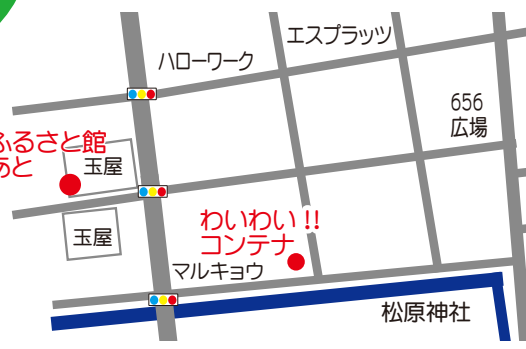 エスプラッツ
ハローワーク
656
広場
ふるさと館
あと
玉屋
玉屋
わいわい!!
コンテナ
マルキョウ
松原神社